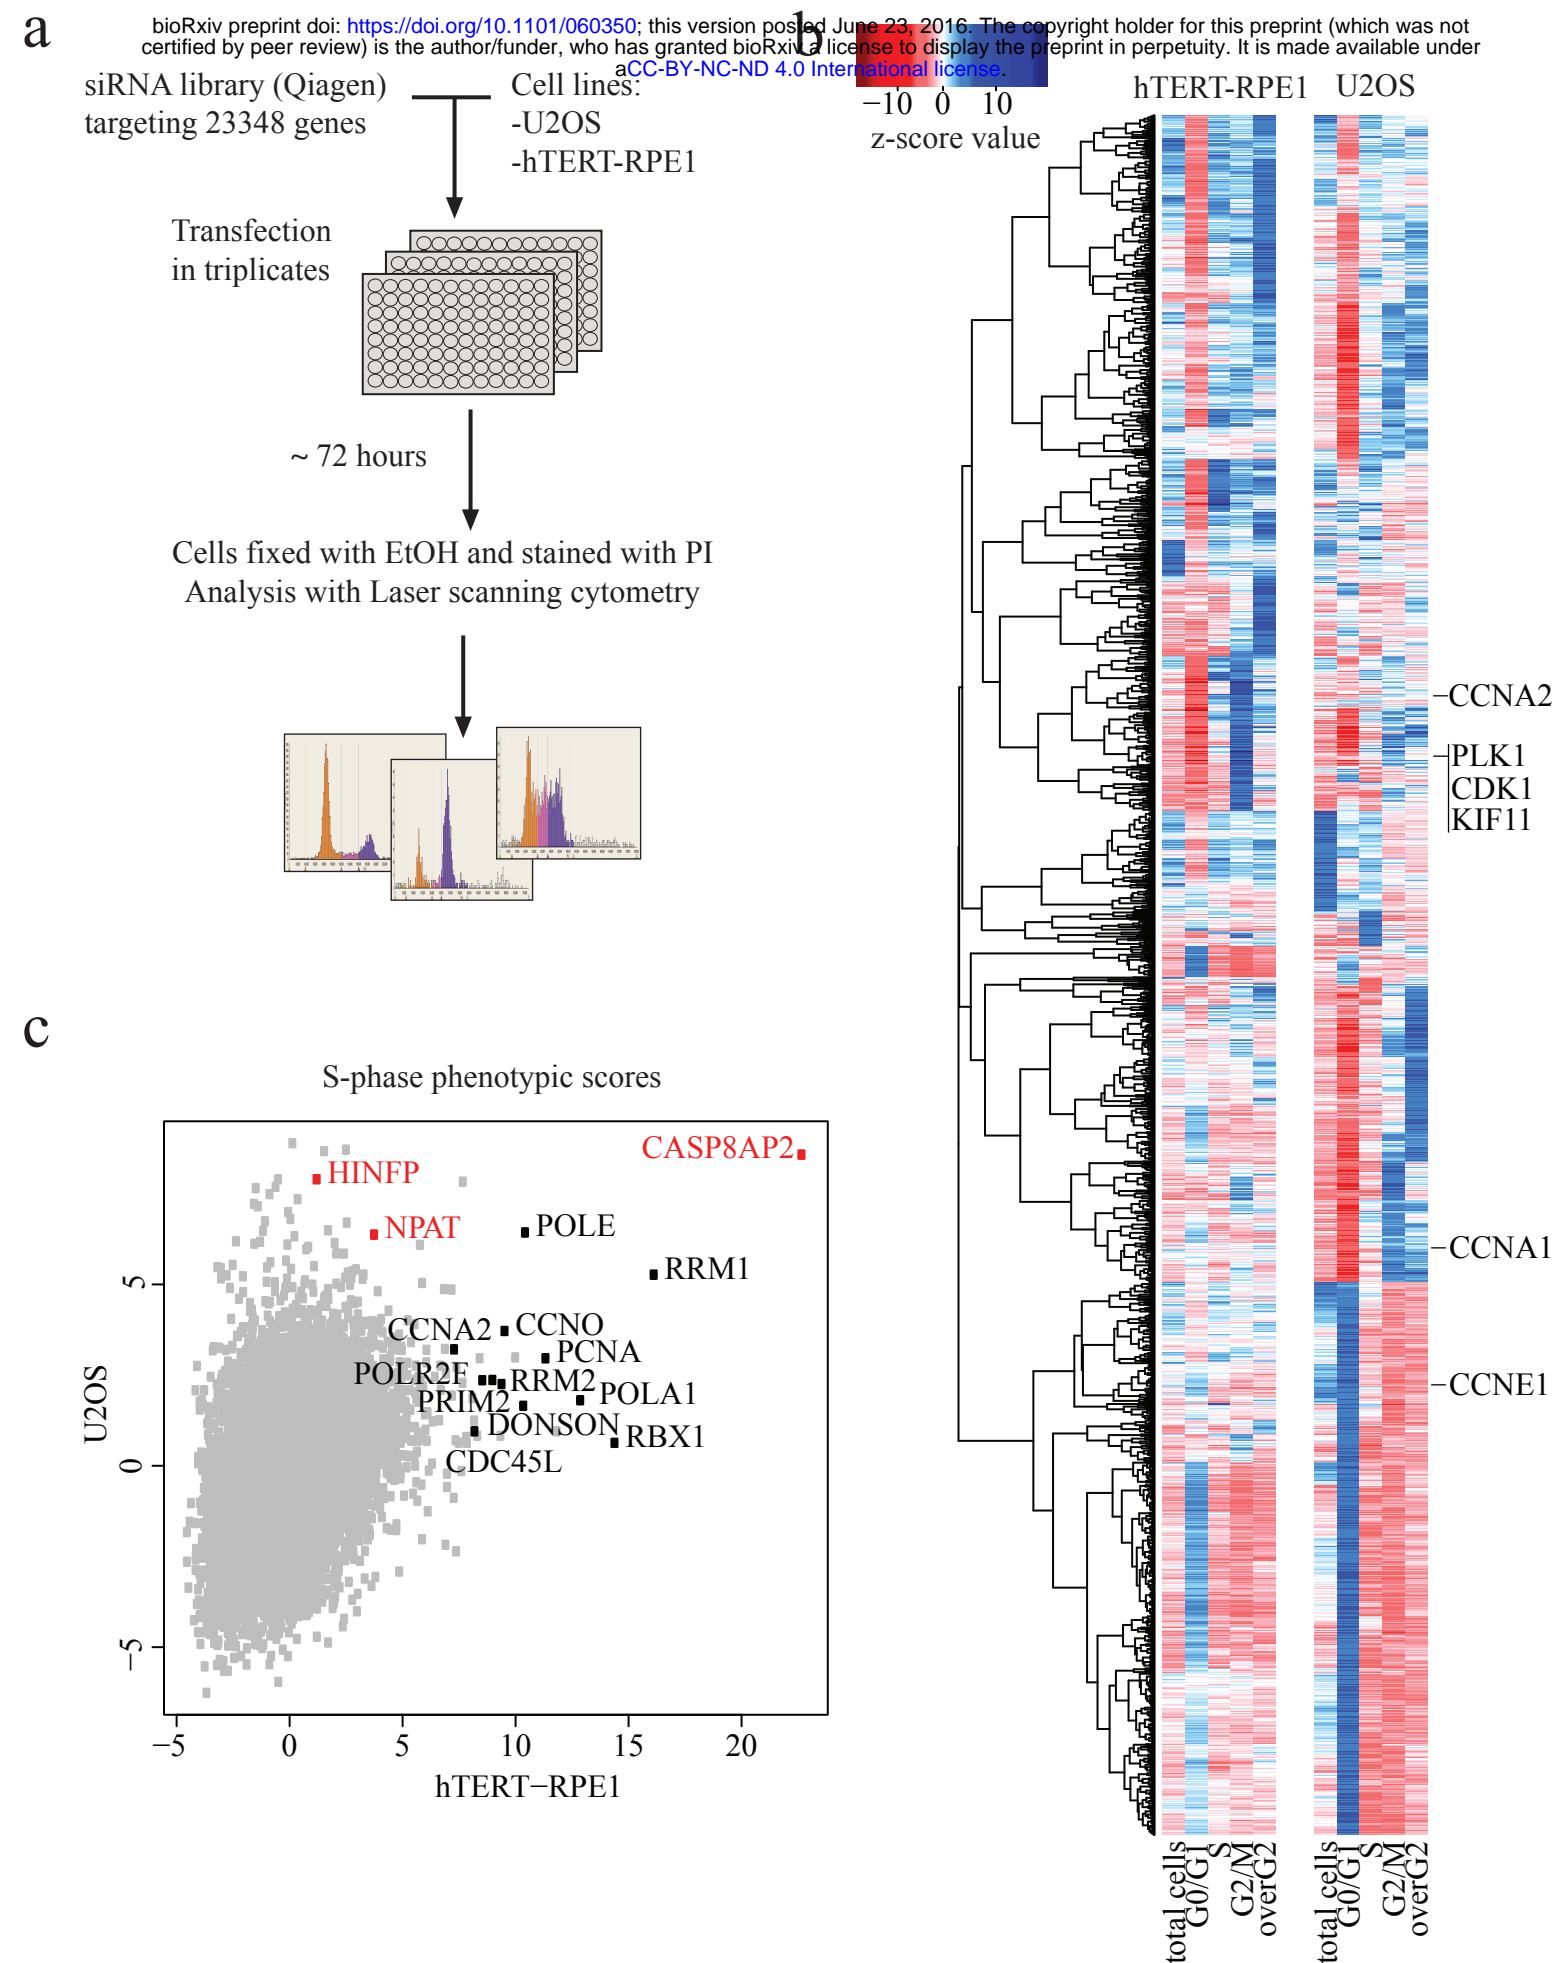 a
bioRxiv preprint doi: https://doi.org/10.1101/060350; this version posted June 23, 2016. The copyright holder for this preprint (which was not
certified by peer review) is the author/funder, who has granted bioRxiv a license to display the preprint in perpetuity. It is made available under
aCC-BY-NC-ND 4.0 International license.
siRNA library (Qiagen)
targeting 23348 genes
Cell lines:
-U2OS
-hTERT-RPE1
Transfection
in triplicates
~ 72 hours
Cells fixed with EtOH and stained with PI
Analysis with Laser scanning cytometry
b
−10 0 10
z-score value
hTERT-RPE1 U2OS
CCNA2
PLK1
CDK1
KIF11
CCNA1
CCNE1
total cells
G0/G1
S
G2/M
overG2
total cells
G0/G1
S
G2/M
overG2
c
S-phase phenotypic scores
CASP8AP2
HINFP
NPAT
POLE
RRM1
CCNA2
CCNO
PCNA
POLR2F
RRM2
PRIM2
POLA1
DONSON
RBX1
CDC45L
U2OS
5
0
−5
−5 0 5 10 15 20
hTERT−RPE1